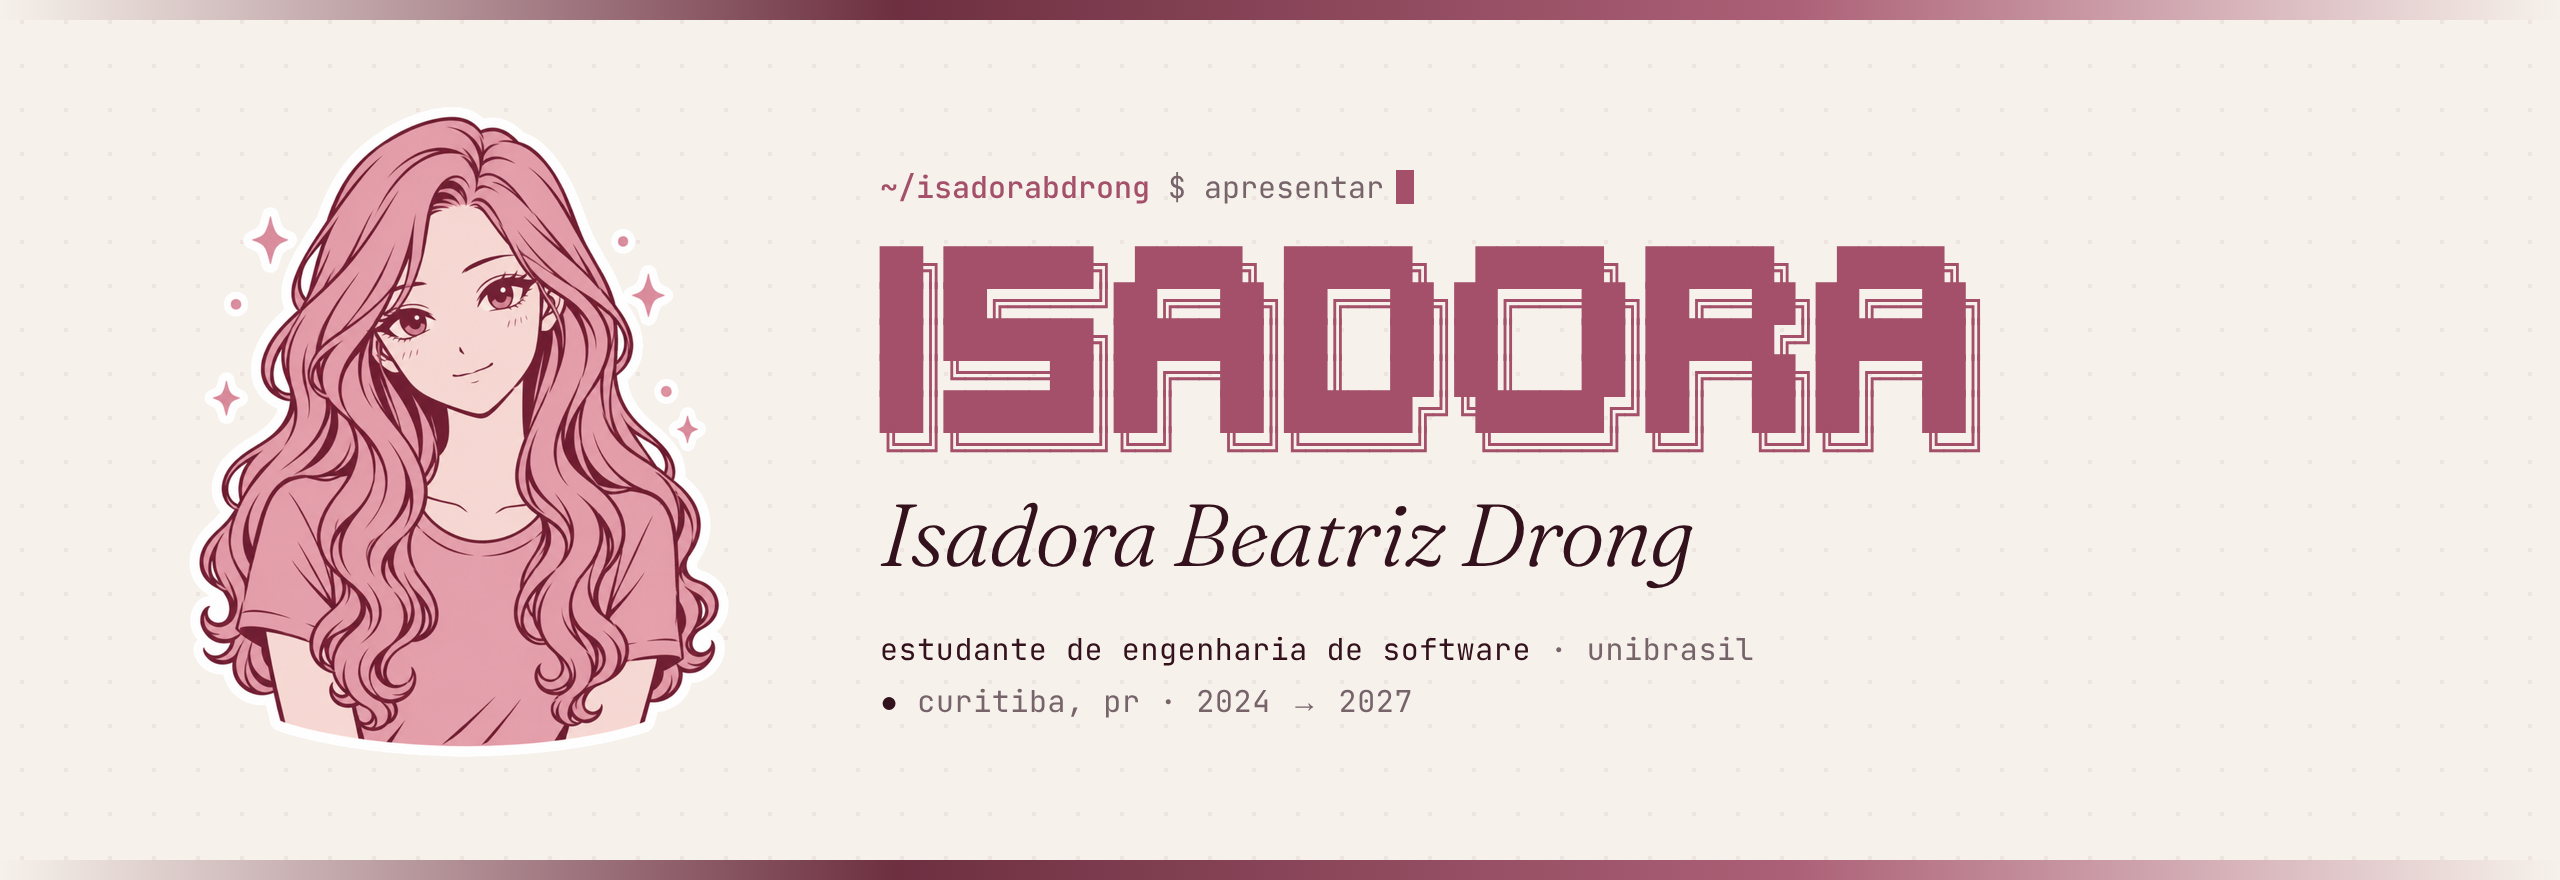 ~/isadorabdrong $ apresentar
ISADORA
Isadora Beatriz Drong
estudante de engenharia de software · unibrasil
● curitiba, pr · 2024 → 2027